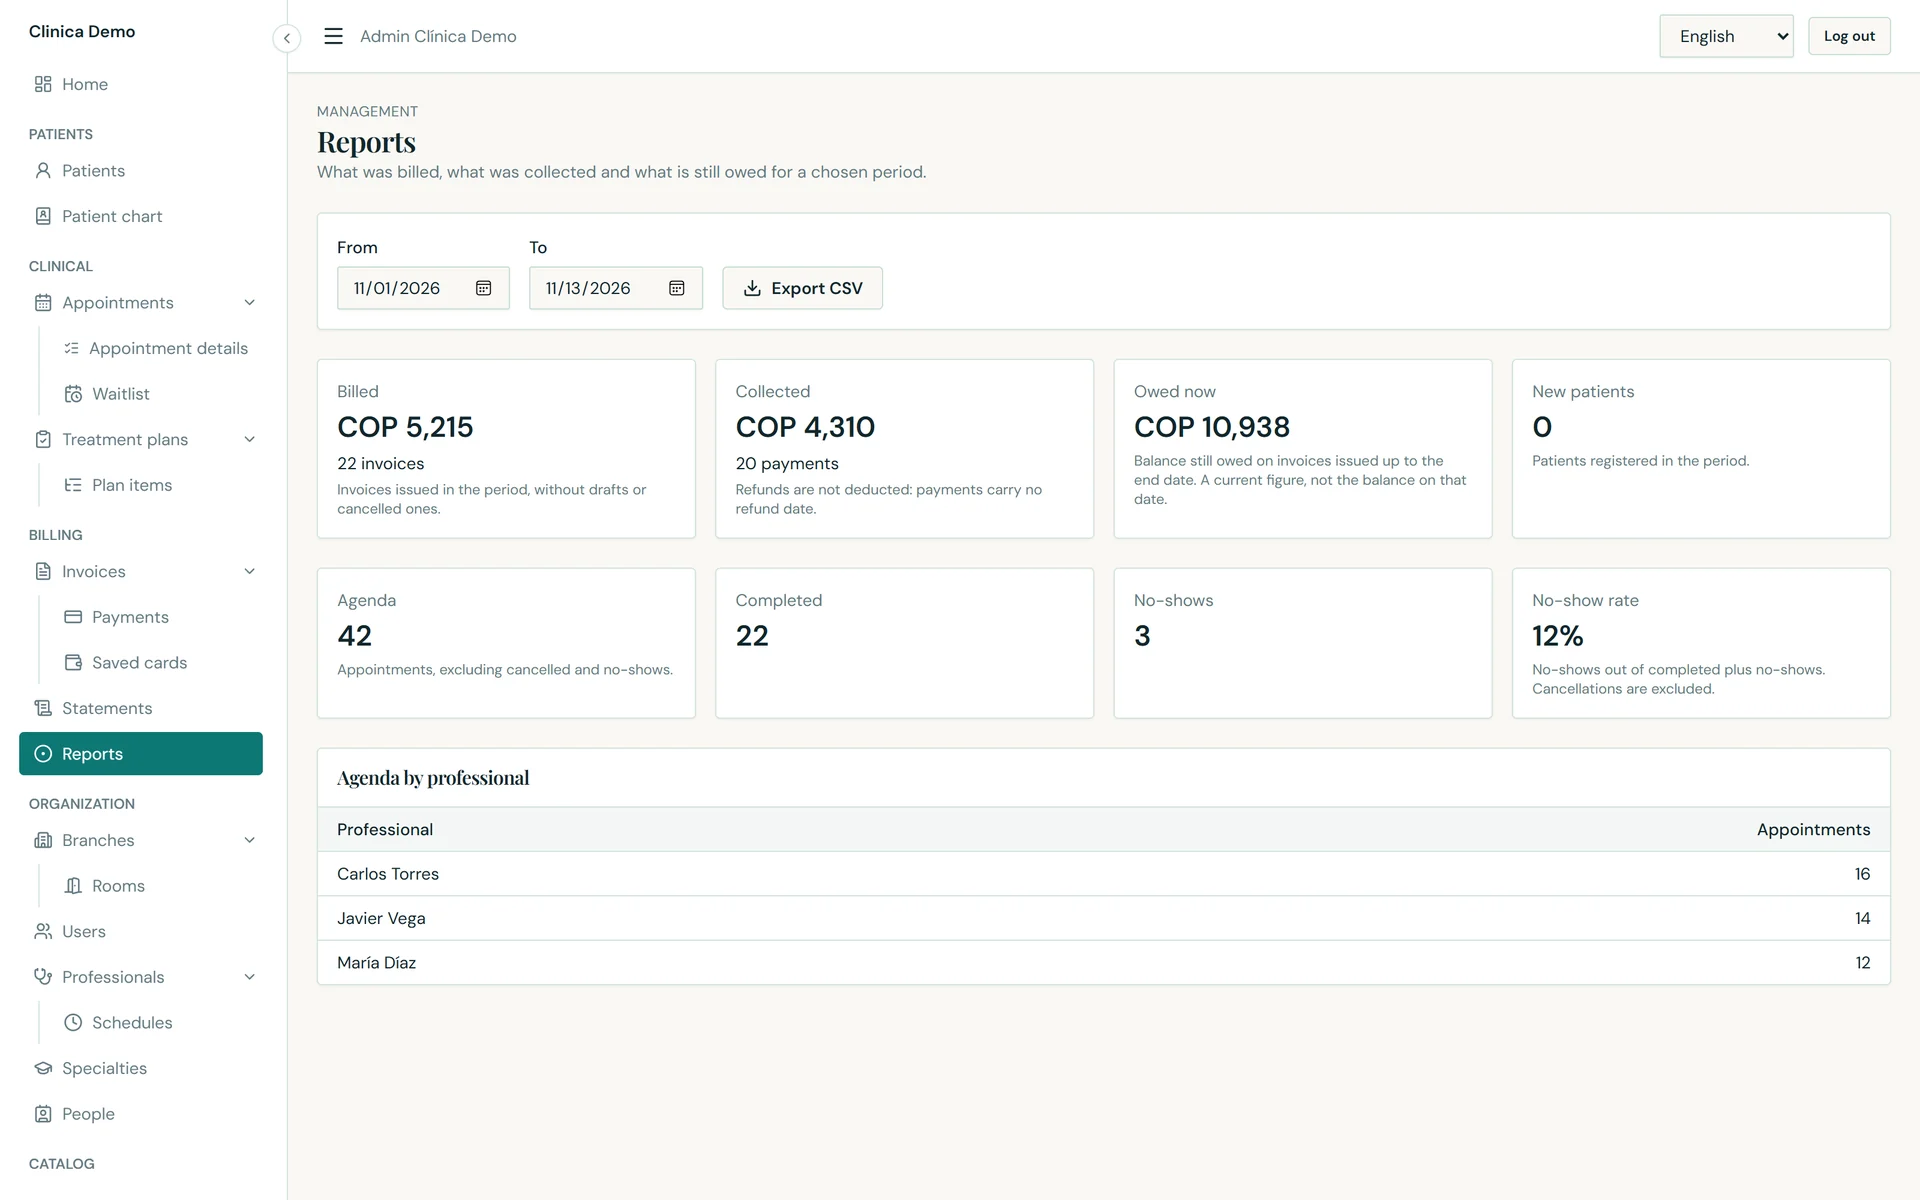 Clinica Demo
Home
PATIENTS
Patients
Patient chart
CLINICAL
Appointments
Appointment details
Waitlist
Treatment plans
Plan items
BILLING
Invoices
Payments
Saved cards
Statements
Reports
ORGANIZATION
Branches
Rooms
Users
Professionals
Schedules
Specialties
People
CATALOG
Admin Clínica Demo
English
Log out
MANAGEMENT
Reports
What was billed, what was collected and what is still owed for a chosen period.
From
To
11/01/2026
11/13/2026
Export CSV
Billed
COP 5,215
22 invoices
Invoices issued in the period, without drafts or
cancelled ones.
Collected
COP 4,310
20 payments
Refunds are not deducted: payments carry no
refund date.
Owed now
COP 10,938
Balance still owed on invoices issued up to the
end date. A current figure, not the balance on that
date.
New patients
0
Patients registered in the period.
Agenda
42
Appointments, excluding cancelled and no-shows.
Completed
22
No-shows
3
No-show rate
12%
No-shows out of completed plus no-shows.
Cancellations are excluded.
Agenda by professional
Professional
Appointments
Carlos Torres
16
Javier Vega
14
María Díaz
12